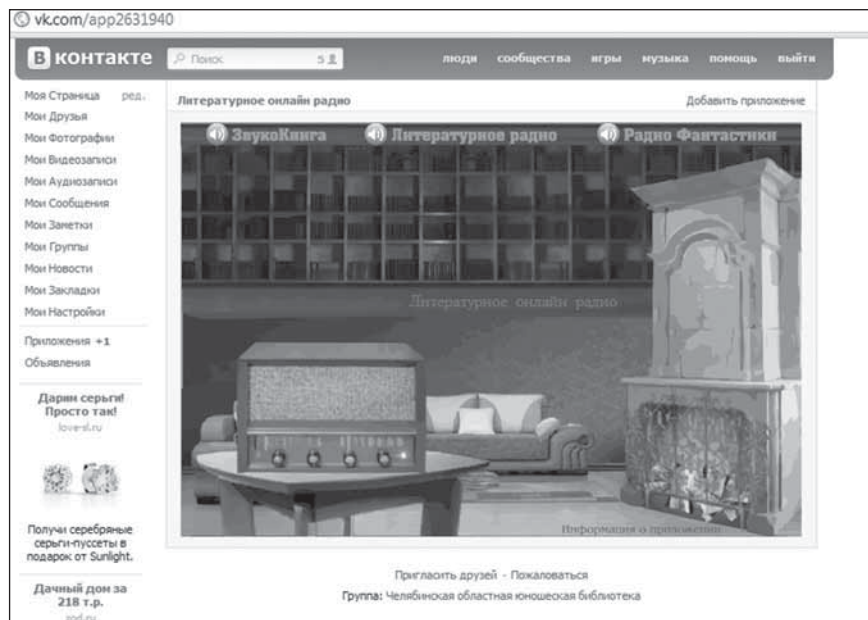 vk.com/app2631940
В контакте Поиск 5 люди сообщества игры музыка помощь выйти
Моя Страница ред.
Мои Друзья
Мои Фотографии
Мои Видеозаписи
Мои Аудиозаписи
Мои Сообщения
Мои Заметки
Мои Группы
Мои Новости
Мои Закладки
Мои Настройки
Приложения +1
Объявления
Дарим серьги!
Просто так!
love-sl.ru
Получи серебряные
серьги-пуссеты в
подарок от Sunlight.
Дачный дом за
218 т.р.
Литературное онлайн радио Добавить приложение
ЗвукоКнига Литературное радио Радио Фантастики
Литературное онлайн радио
Информация о приложении
Пригласить друзей - Пожаловаться
Группа: Челябинская областная юношеская библиотека